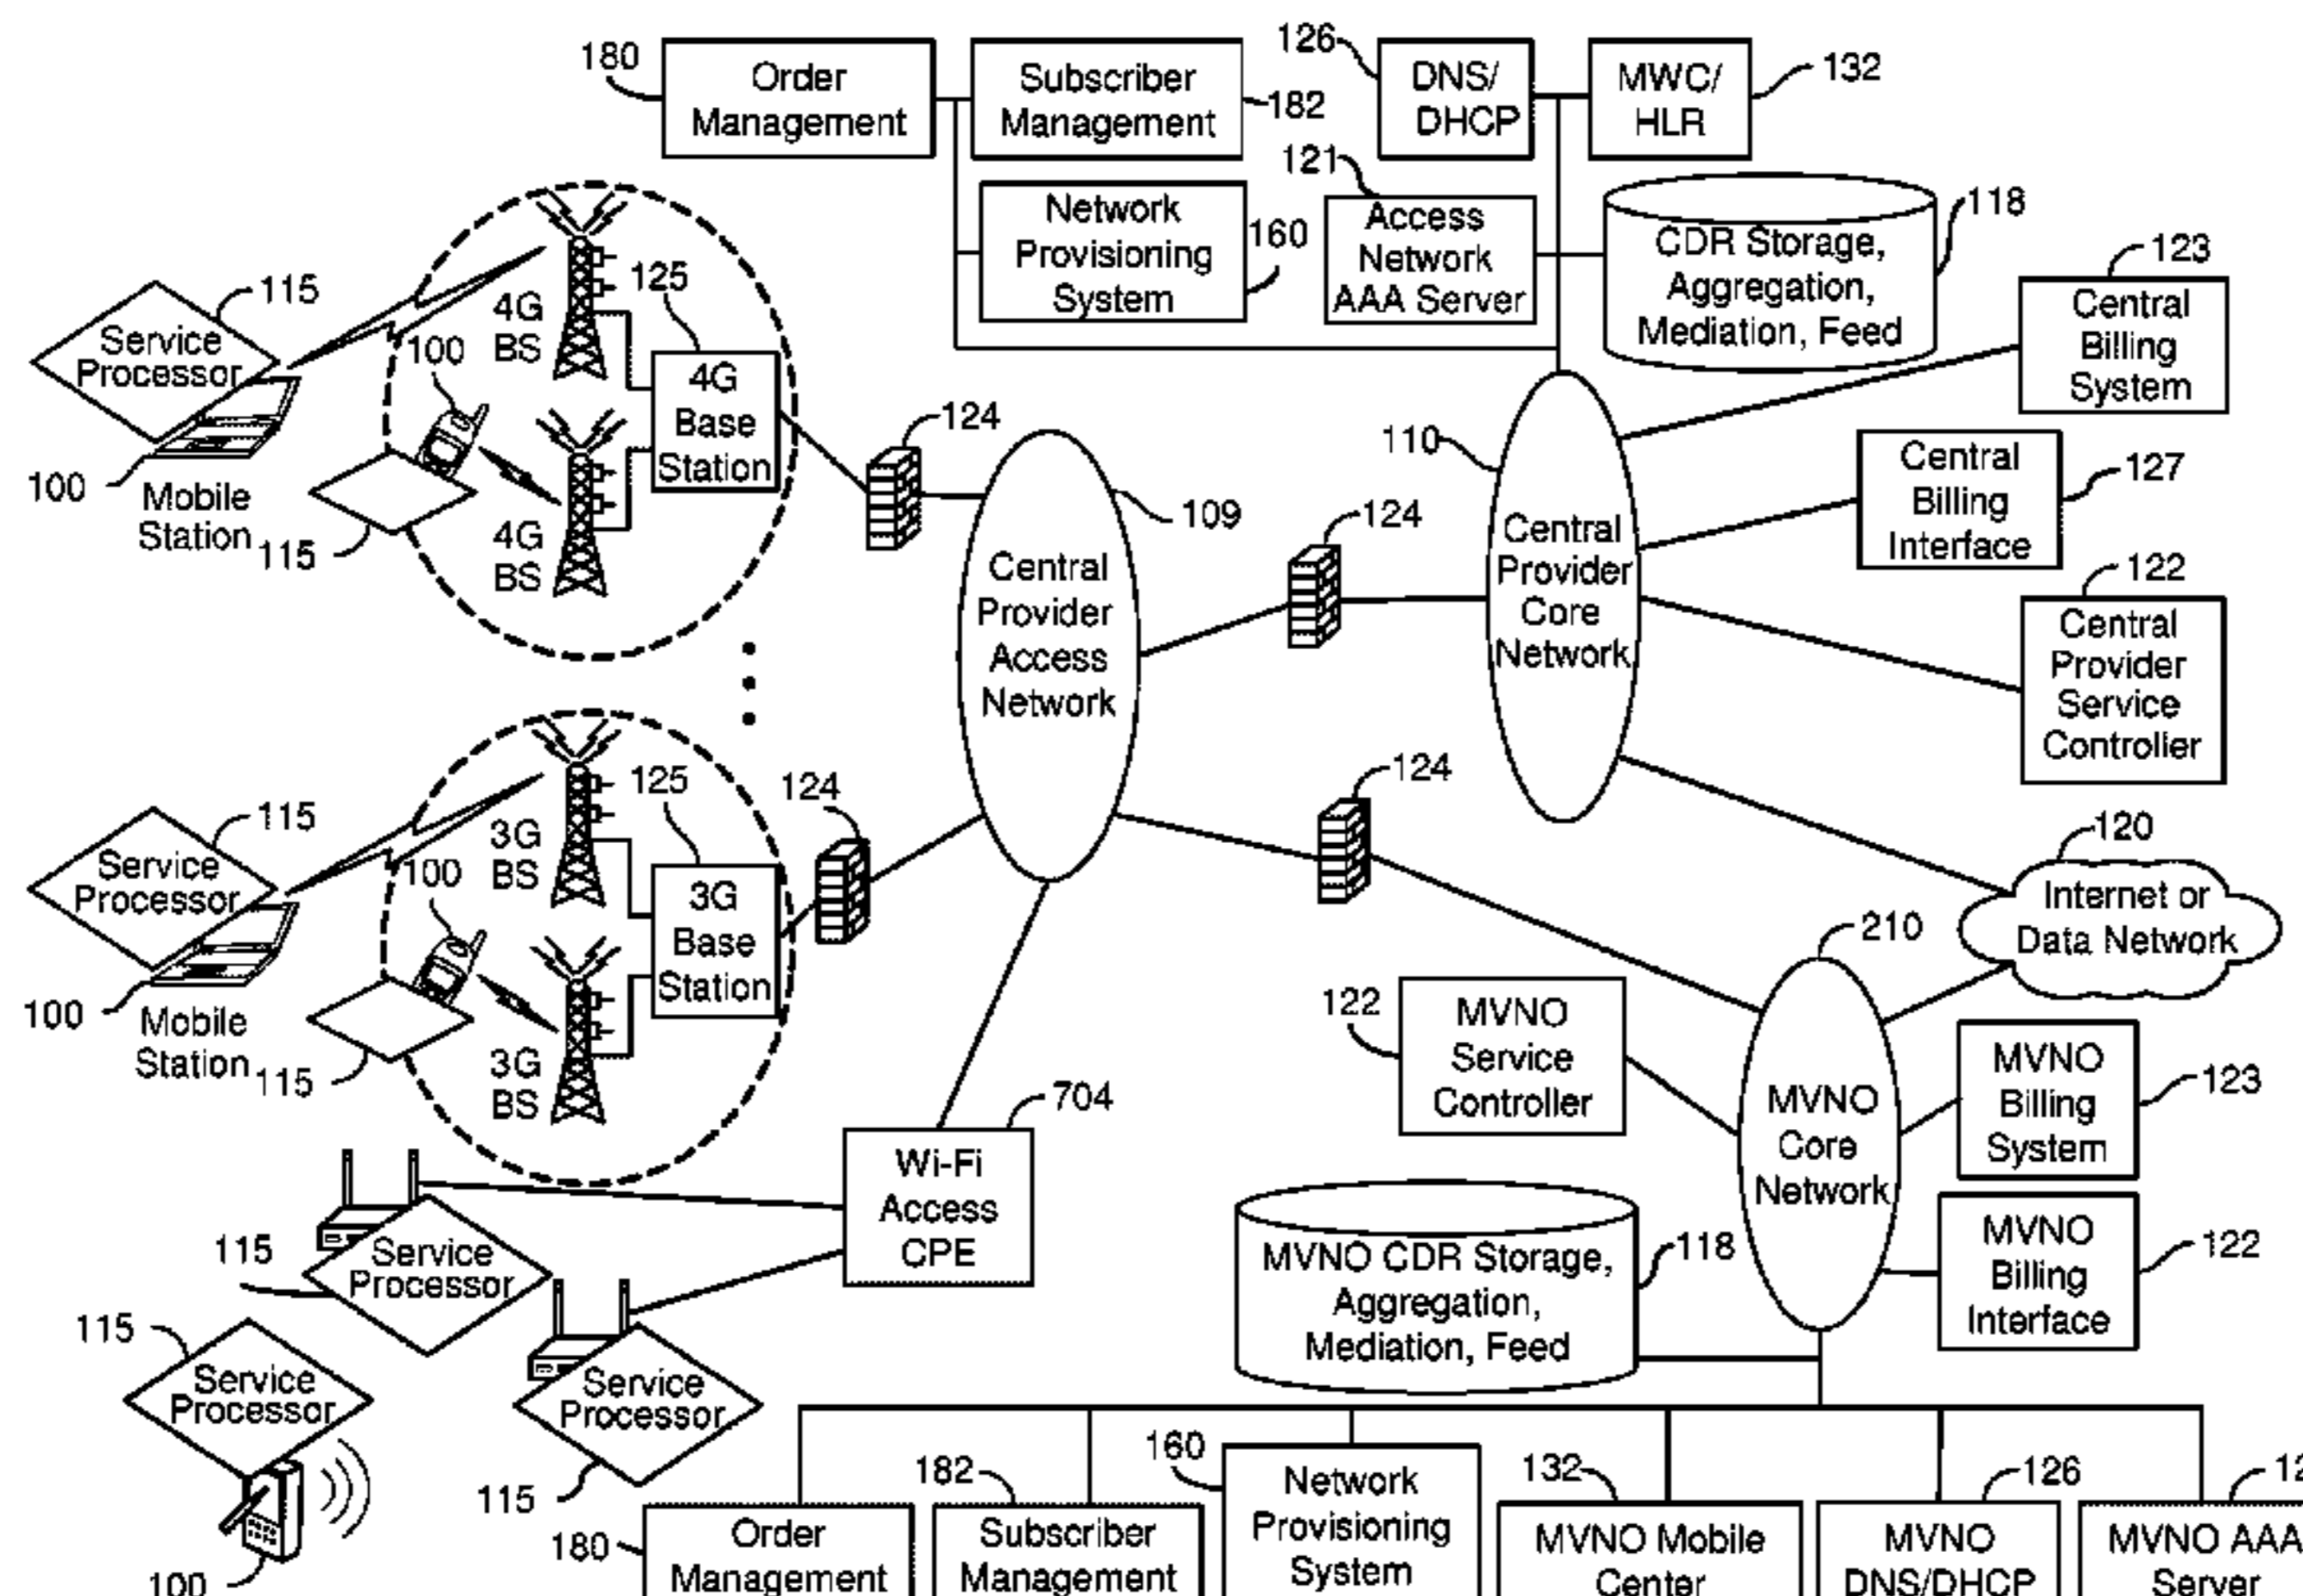 180
Order
Management
Subscriber
Management
182
126
DNS/
DHCP
MWC/
HLR
132
Network
Provisioning
System
160
121
Access
Network
AAA Server
CDR Storage,
Aggregation,
Mediation, Feed
118
123
Central
Billing
System
115
Service
Processor
100
Mobile
Station
100
115
4G
BS
4G
BS
125
4G
Base
Station
124
109
Central
Provider
Access
Network
124
110
Central
Provider
Core
Network
Central
Billing
Interface
127
122
Central
Provider
Service
Controller
115
Service
Processor
100
Mobile
Station
100
115
3G
BS
3G
BS
125
3G
Base
Station
124
124
120
Internet or
Data Network
210
MVNO
Core
Network
122
MVNO
Service
Controller
MVNO
Billing
System
123
MVNO
Billing
Interface
122
704
Wi-Fi
Access
CPE
MVNO CDR Storage,
Aggregation,
Mediation, Feed
118
115
Service
Processor
115
Service
Processor
100
Service
Processor
115
180
Order
Management
182
Subscriber
Management
160
Network
Provisioning
System
132
MVNO Mobile
Center
126
MVNO
DNS/DHCP
MVNO AAA
Server